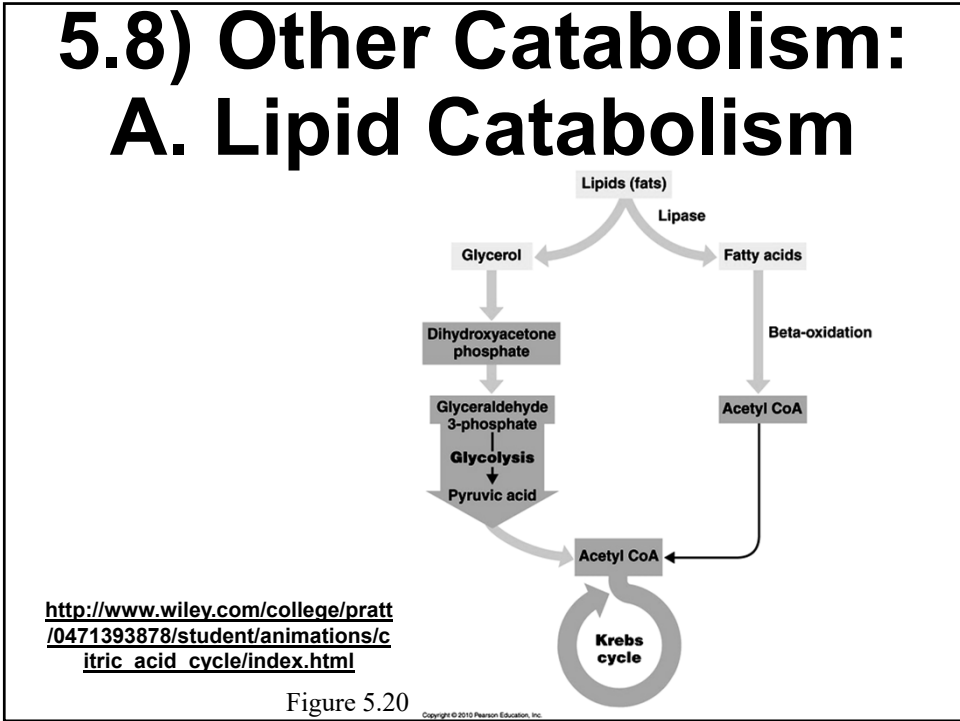 5.8) Other Catabolism:
A. Lipid Catabolism
Lipids (fats)
Lipase
Glycerol
Fatty acids
Beta-oxidation
Dihydroxyacetone
phosphate
Glyceraldehyde
3-phosphate
Glycolysis
Pyruvic acid
Acetyl CoA
Acetyl CoA
Krebs
cycle
http://www.wiley.com/college/pratt
/0471393878/student/animations/c
itric_acid_cycle/index.html
Figure 5.20
Copyright © 2010 Pearson Education, Inc.